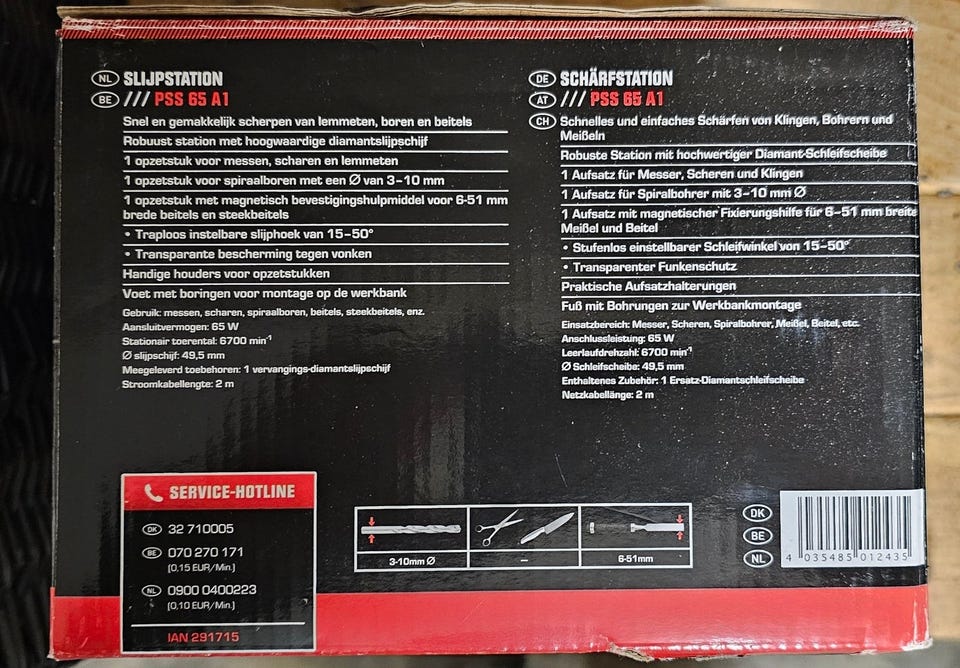 NL SLIJPSTATION
BE /// PSS 65 A1
Snel en gemakkelijk scherpen van lemmeten, boren en beitels
Robuust station met hoogwaardige diamantslijpschijf
1 opzetstuk voor messen, scharen en lemmeten
1 opzetstuk voor spiraalboren met een Ø van 3–10 mm
1 opzetstuk met magnetisch bevestigingshulpmiddel voor 6-51 mm
brede beitels en steekbeitels
• Traploos instelbare slijphoek van 15–50°
• Transparante bescherming tegen vonken
Handige houders voor opzetstukken
Voet met boringen voor montage op de werkbank
Gebruik: messen, scharen, spiraalboren, beitels, steekbeitels, enz.
Aansluitvermogen: 65 W
Stationair toerental: 6700 min⁻¹
Ø slijpschijf: 49,5 mm
Meegeleverd toebehoren: 1 vervangings-diamantslijpschijf
Stroomkabellengte: 2 m
DE SCHÄRFSTATION
AT /// PSS 65 A1
CH Schnelles und einfaches Schärfen von Klingen, Bohrern und
Meißeln
Robuste Station mit hochwertiger Diamant-Schleifscheibe
1 Aufsatz für Messer, Scheren und Klingen
1 Aufsatz für Spiralbohrer mit 3–10 mm Ø
1 Aufsatz mit magnetischer Fixierungshilfe für 6–51 mm breite
Meißel und Beitel
• Stufenlos einstellbarer Schleifwinkel von 15–50°
• Transparenter Funkenschutz
Praktische Aufsatzhalterungen
Fuß mit Bohrungen zur Werkbankmontage
Einsatzbereich: Messer, Scheren, Spiralbohrer, Meißel, Beitel, etc.
Anschlussleistung: 65 W
Leerlaufdrehzahl: 6700 min⁻¹
Ø Schleifscheibe: 49,5 mm
Enthaltenes Zubehör: 1 Ersatz-Diamantschleifscheibe
Netzkabellänge: 2 m
SERVICE-HOTLINE
DK 32 710005
BE 070 270 171
(0,15 EUR/Min.)
NL 0900 0400223
(0,10 EUR/Min.)
IAN 291715
3-10mm Ø
–
6-51mm
DK
BE
NL
4 035485 012435